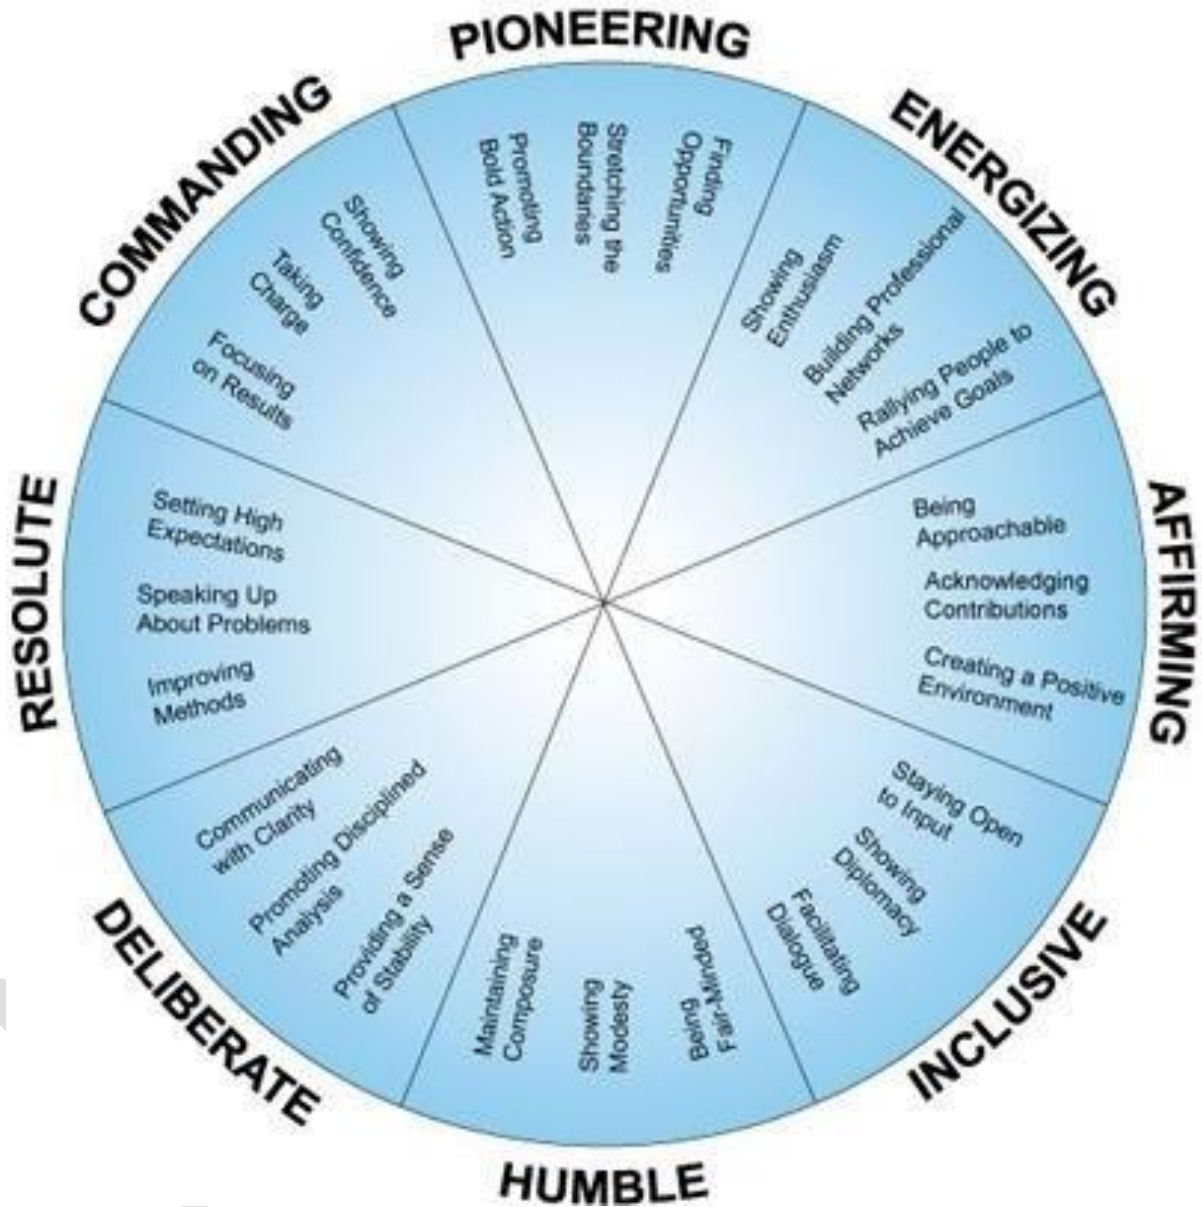 PIONEERING
Promoting
Bold Action
Stretching the
Boundaries
Finding
Opportunities
ENERGIZING
Showing
Enthusiasm
Building Professional
Networks
Rallying People to
Achieve Goals
AFFIRMING
Being
Approachable
Acknowledging
Contributions
Creating a Positive
Environment
INCLUSIVE
Staying Open
to Input
Showing
Diplomacy
Facilitating
Dialogue
HUMBLE
Being
Fair-Minded
Showing
Modesty
Maintaining
Composure
DELIBERATE
Providing a Sense
of Stability
Promoting Disciplined
Analysis
Communicating
with Clarity
RESOLUTE
Improving
Methods
Speaking Up
About Problems
Setting High
Expectations
COMMANDING
Focusing
on Results
Taking
Charge
Showing
Confidence